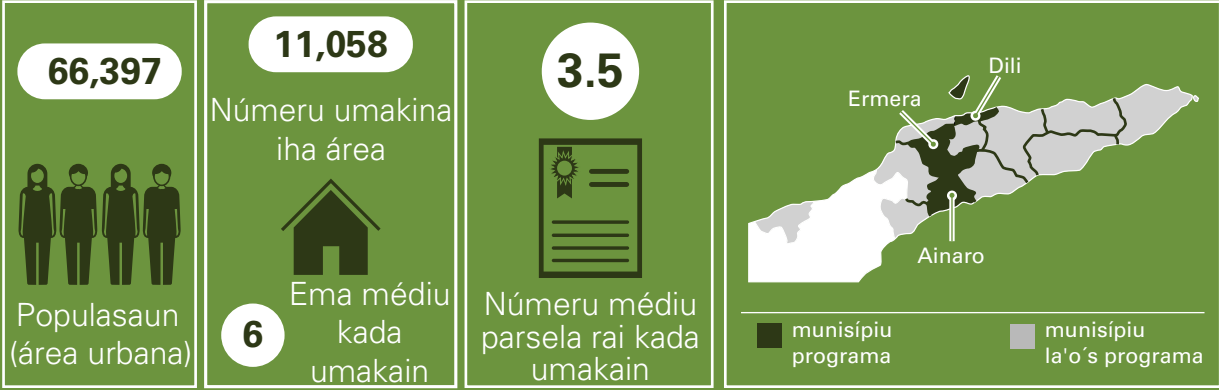 66,397
Populasaun
(área urbana)
11,058
Númeru umakina
iha área
6
Ema médiu
kada
umakain
3.5
Númeru médiu
parsela rai kada
umakain
Dili
Ermera
Ainaro
munisípiu
programa
munisípiu
la'o´s programa